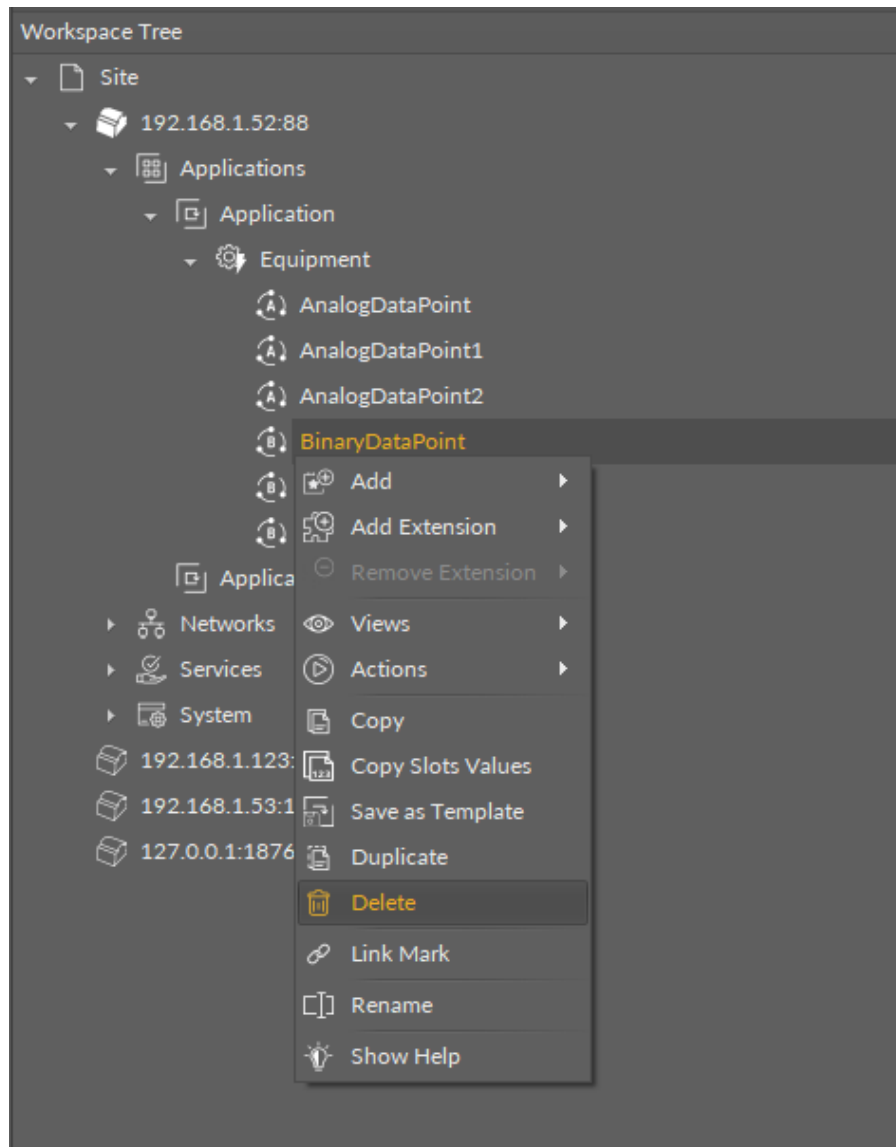 Workspace Tree
Site
192.168.1.52:88
Applications
Application
Equipment
AnalogDataPoint
AnalogDataPoint1
AnalogDataPoint2
BinaryDataPoint
Add
Add Extension
Remove Extension
Applica
Networks
Views
Services
Actions
System
Copy
192.168.1.123:
Copy Slots Values
192.168.1.53:1
Save as Template
127.0.0.1:1876
Duplicate
Delete
Link Mark
Rename
Show Help